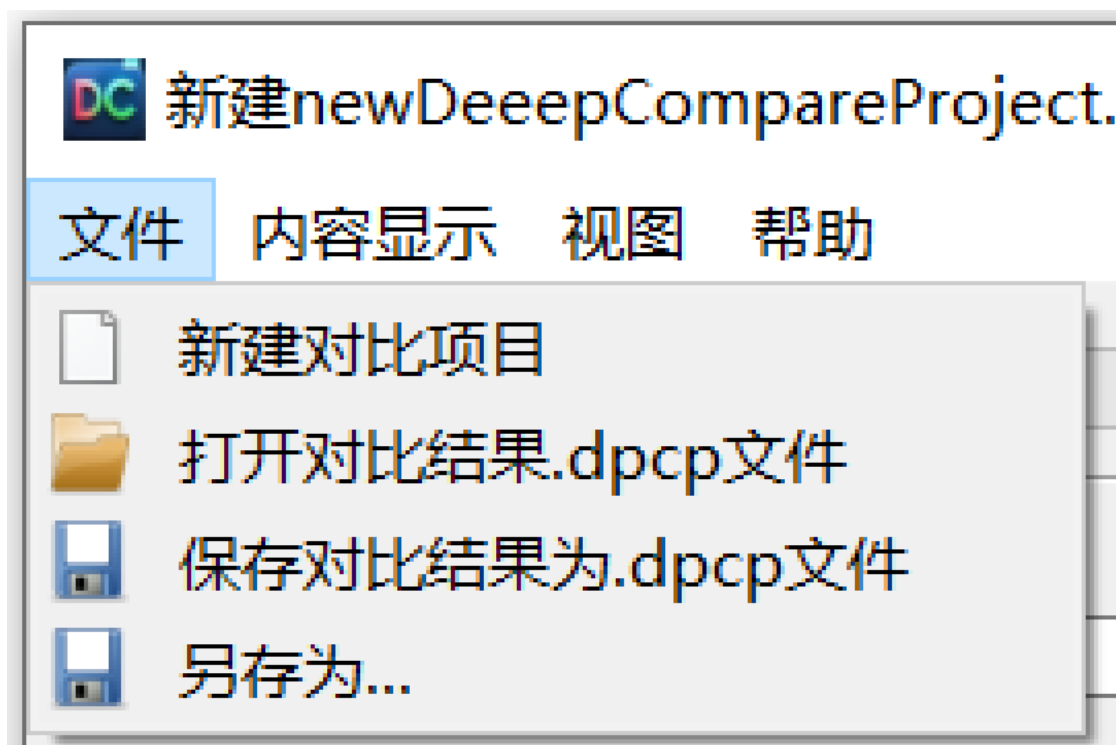 DC 新建newDeeepCompareProject.
文件 内容显示 视图 帮助
新建对比项目
打开对比结果.dpcp文件
保存对比结果为.dpcp文件
另存为...